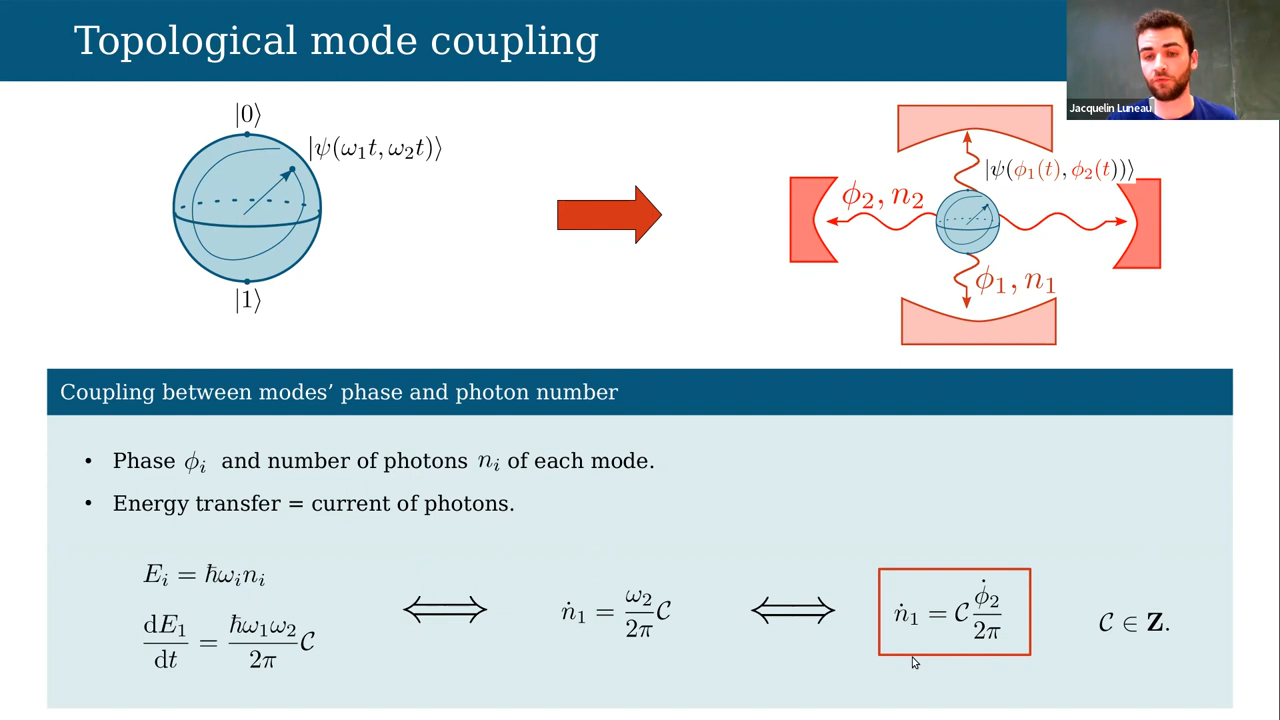 Topological mode coupling
Jacquelin Luneau
|0⟩
|ψ(ω₁t, ω₂t)⟩
|1⟩
|ψ(ϕ₁(t), ϕ₂(t))⟩
ϕ₂, n₂
ϕ₁, n₁
Coupling between modes’ phase and photon number
• Phase ϕᵢ and number of photons nᵢ of each mode.
• Energy transfer = current of photons.
Eᵢ = ℏωᵢnᵢ
dE₁/dt = ℏω₁ω₂/2π 𝒞
⟺
ṅ₁ = ω₂/2π 𝒞
⟺
ṅ₁ = 𝒞 ϕ̇₂/2π
𝒞 ∈ 𝐙.